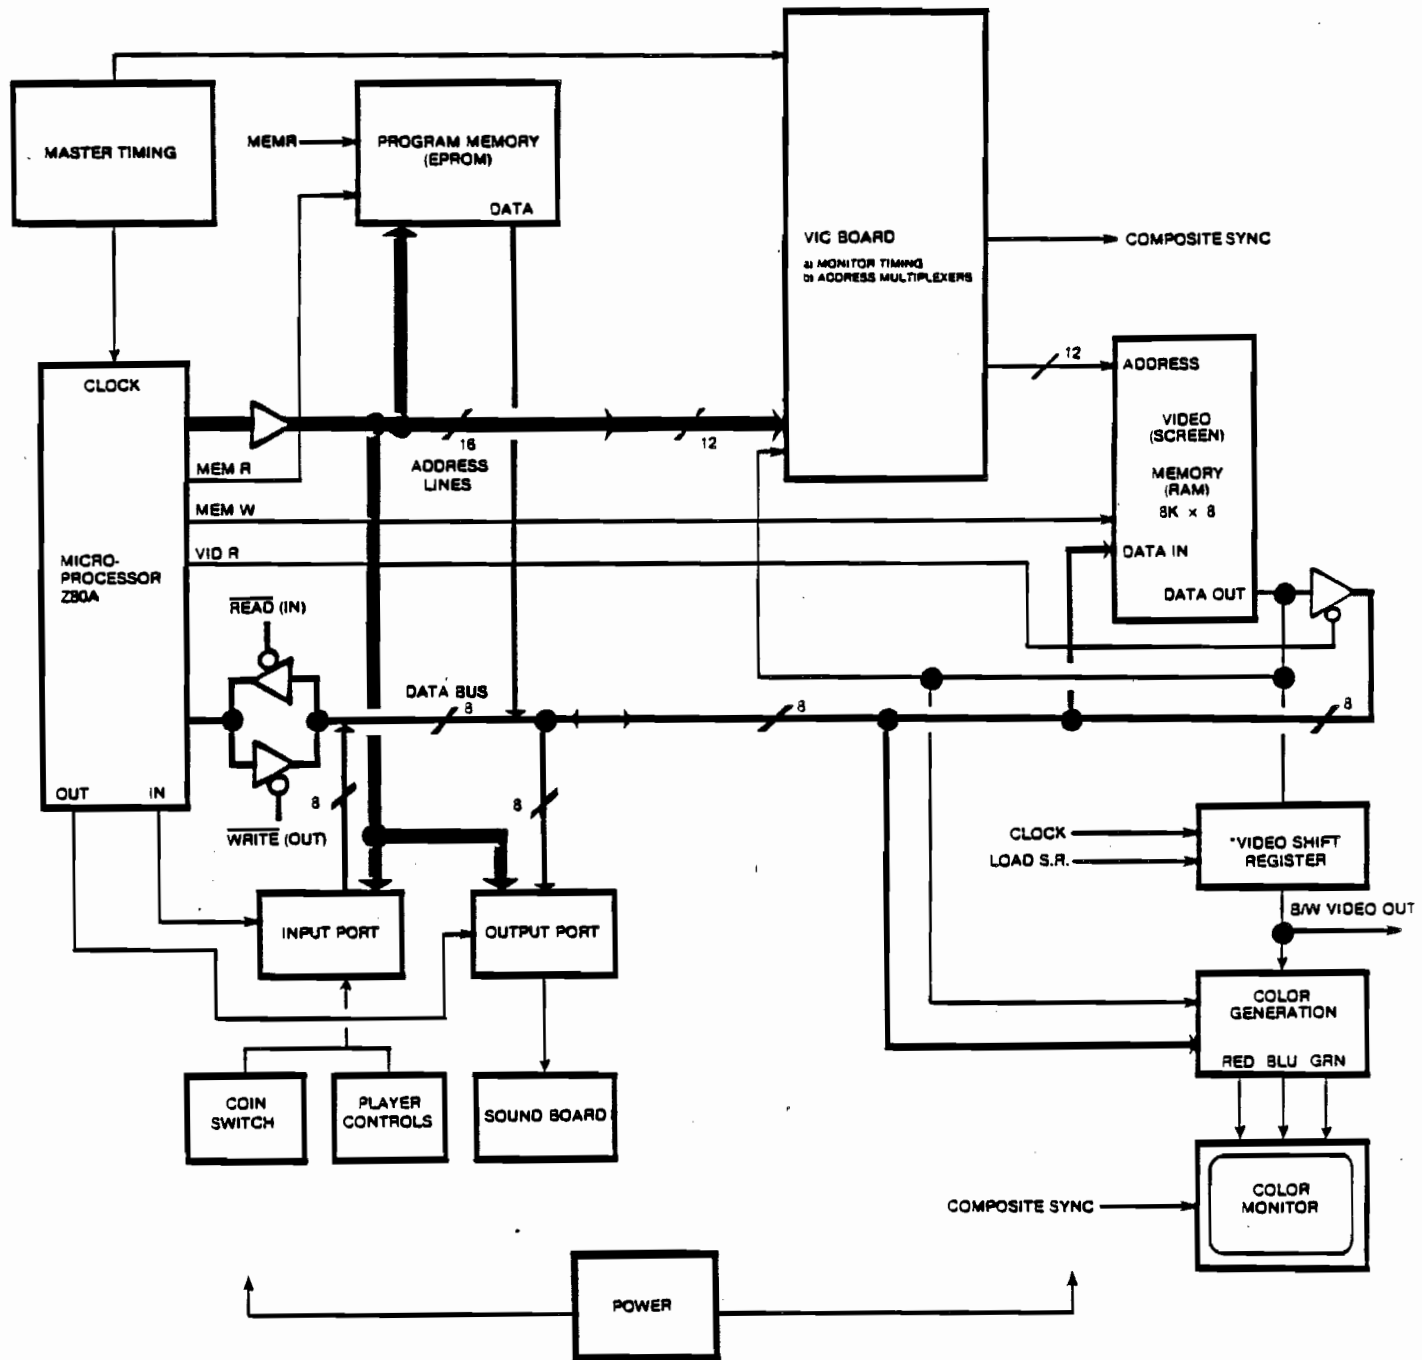 MASTER TIMING
MEMR
PROGRAM MEMORY
(EPROM)
DATA
VIC BOARD
a) MONITOR TIMING
b) ADDRESS MULTIPLEXERS
COMPOSITE SYNC
12
ADDRESS
VIDEO
(SCREEN)
MEMORY
(RAM)
8K × 8
DATA IN
DATA OUT
CLOCK
16
ADDRESS
LINES
12
MEM R
MEM W
VID R
MICRO-
PROCESSOR
Z80A
READ (IN)
DATA BUS
8
8
8
OUT
IN
WRITE (OUT)
8
8
CLOCK
LOAD S.R.
"VIDEO SHIFT
REGISTER
B/W VIDEO OUT
INPUT PORT
OUTPUT PORT
COLOR
GENERATION
RED BLU GRN
COIN
SWITCH
PLAYER
CONTROLS
SOUND BOARD
COMPOSITE SYNC
COLOR
MONITOR
POWER